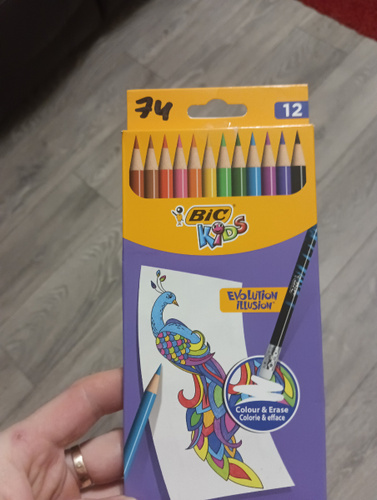 74
12
BIC
KIDS
EVOLUTION
ILLUSION
Colour & Erase
Colorie & efface